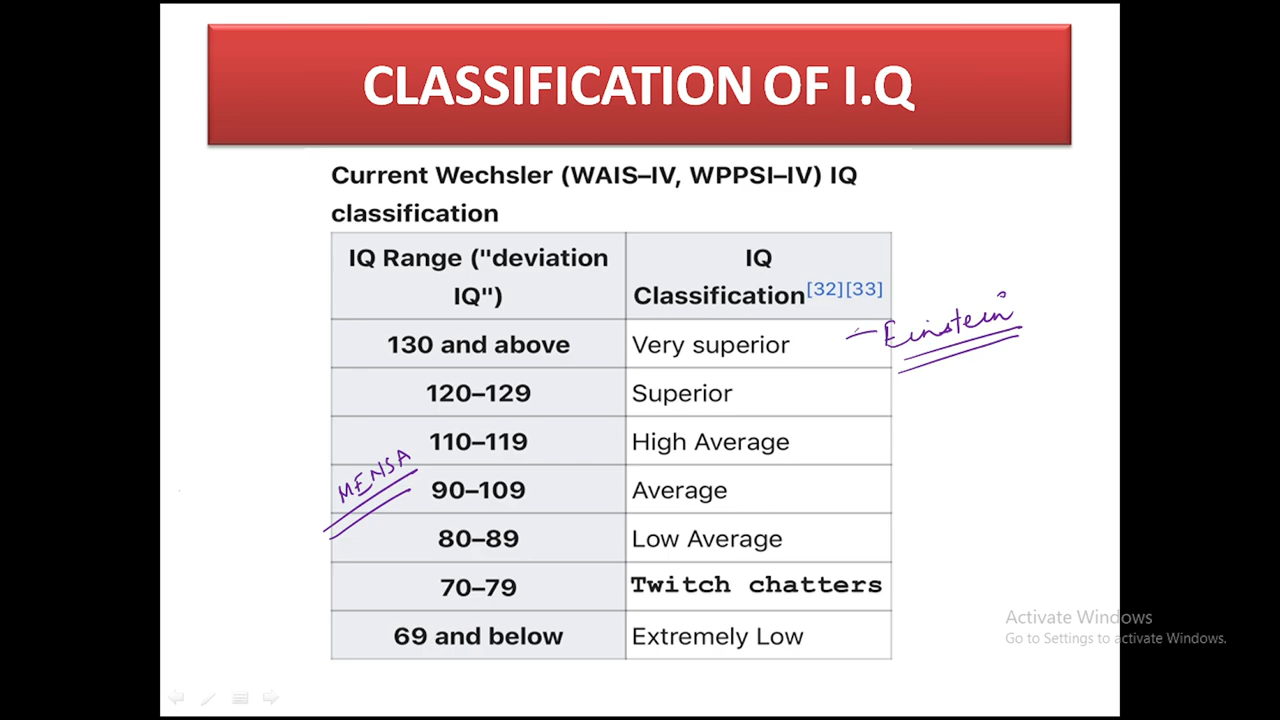 CLASSIFICATION OF I.Q
Current Wechsler (WAIS–IV, WPPSI–IV) IQ
classification
IQ Range ("deviation
IQ")
IQ
Classification[32][33]
130 and above
Very superior
– Einstein
120–129
Superior
110–119
High Average
MENSA
90–109
Average
80–89
Low Average
70–79
Twitch chatters
69 and below
Extremely Low
Activate Windows
Go to Settings to activate Windows.